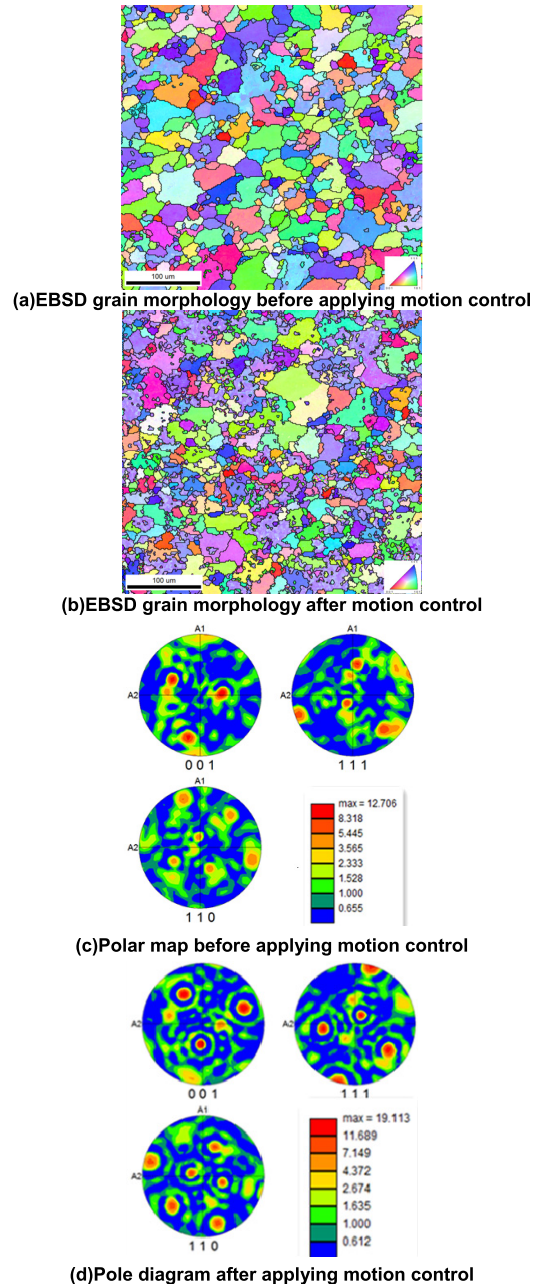 100 um
(a)EBSD grain morphology before applying motion control
100 um
(b)EBSD grain morphology after motion control
A1
A2
0 0 1
1 1 1
A1
A2
1 1 0
max = 12.706
8.318
5.445
3.565
2.333
1.528
1.000
0.655
(c)Polar map before applying motion control
A2
A2
0 0 1
1 1 1
A1
A2
1 1 0
max = 19.113
11.689
7.149
4.372
2.674
1.635
1.000
0.612
(d)Pole diagram after applying motion control